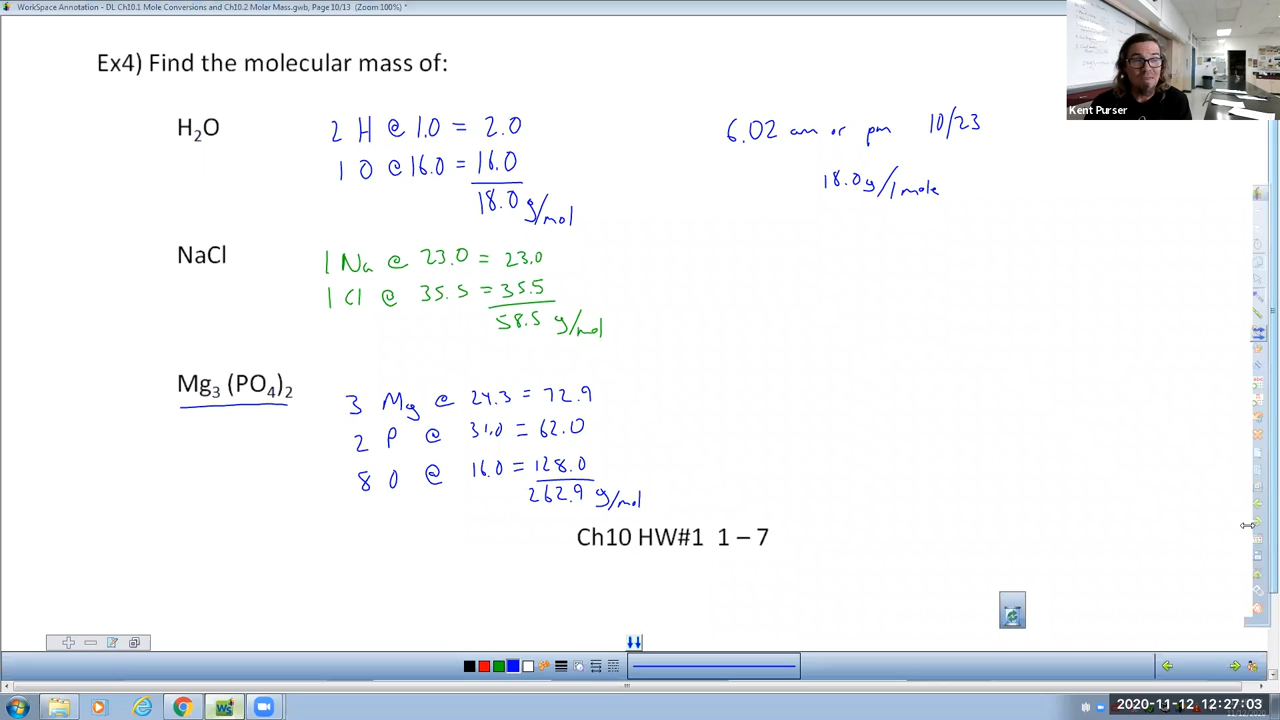 WorkSpace Annotation - DL Ch10.1 Mole Conversions and Ch10.2 Molar Mass.gwb, Page 10/13 (Zoom 100%) *
Ex4) Find the molecular mass of:
H₂O
2 H @ 1.0 = 2.0
1 O @ 16.0 = 16.0
18.0 g/mol
6.02 am or pm 10/23
18.0g/1 mole
Kent Purser
NaCl
1 Na @ 23.0 = 23.0
1 Cl @ 35.5 = 35.5
58.5 g/mol
Mg₃ (PO₄)₂
3 Mg @ 24.3 = 72.9
2 P @ 31.0 = 62.0
8 O @ 16.0 = 128.0
262.9 g/mol
Ch10 HW#1 1 – 7
2020-11-12 12:27:03